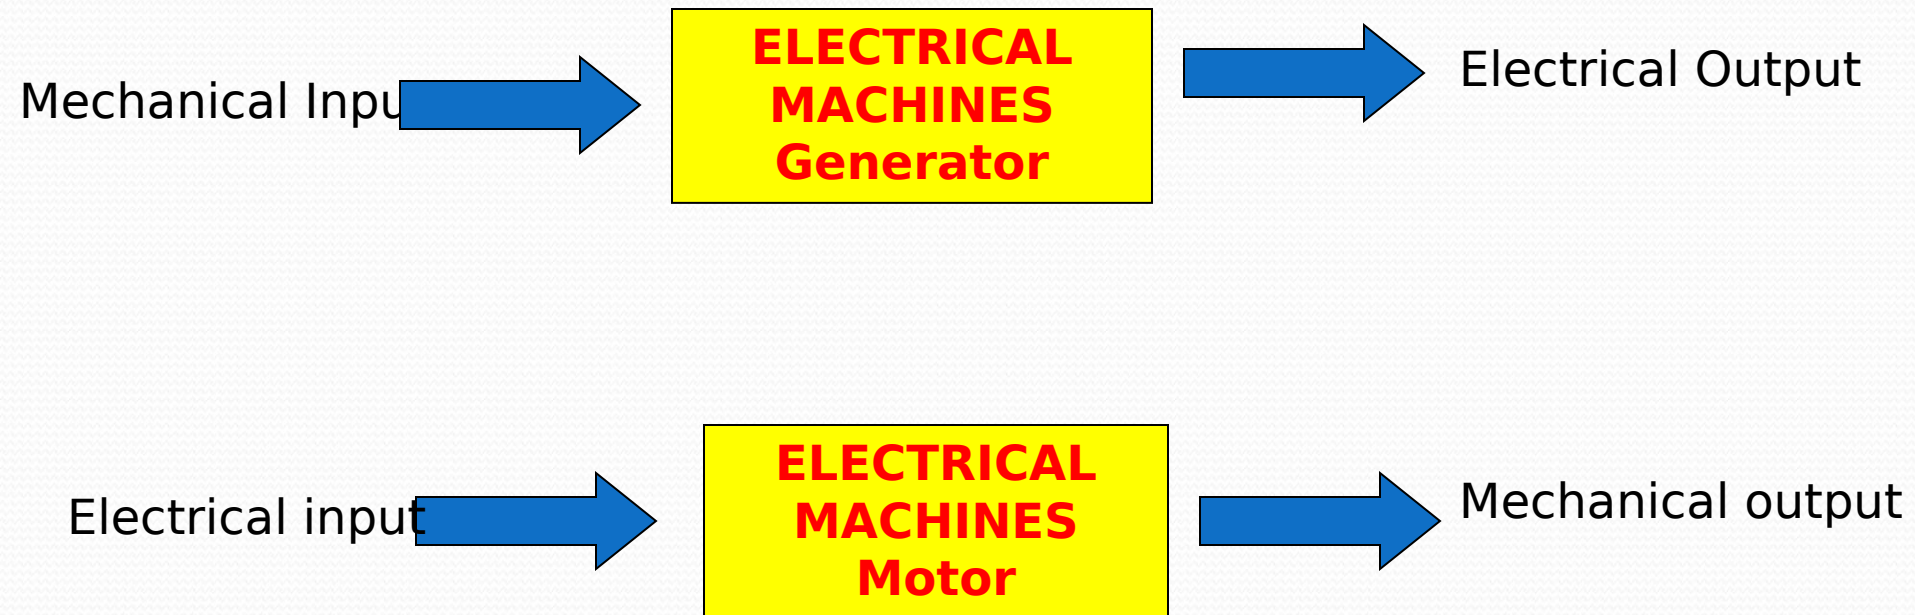 Mechanical Inpu
ELECTRICAL
MACHINES
Generator
Electrical Output
Electrical input
ELECTRICAL
MACHINES
Motor
Mechanical output